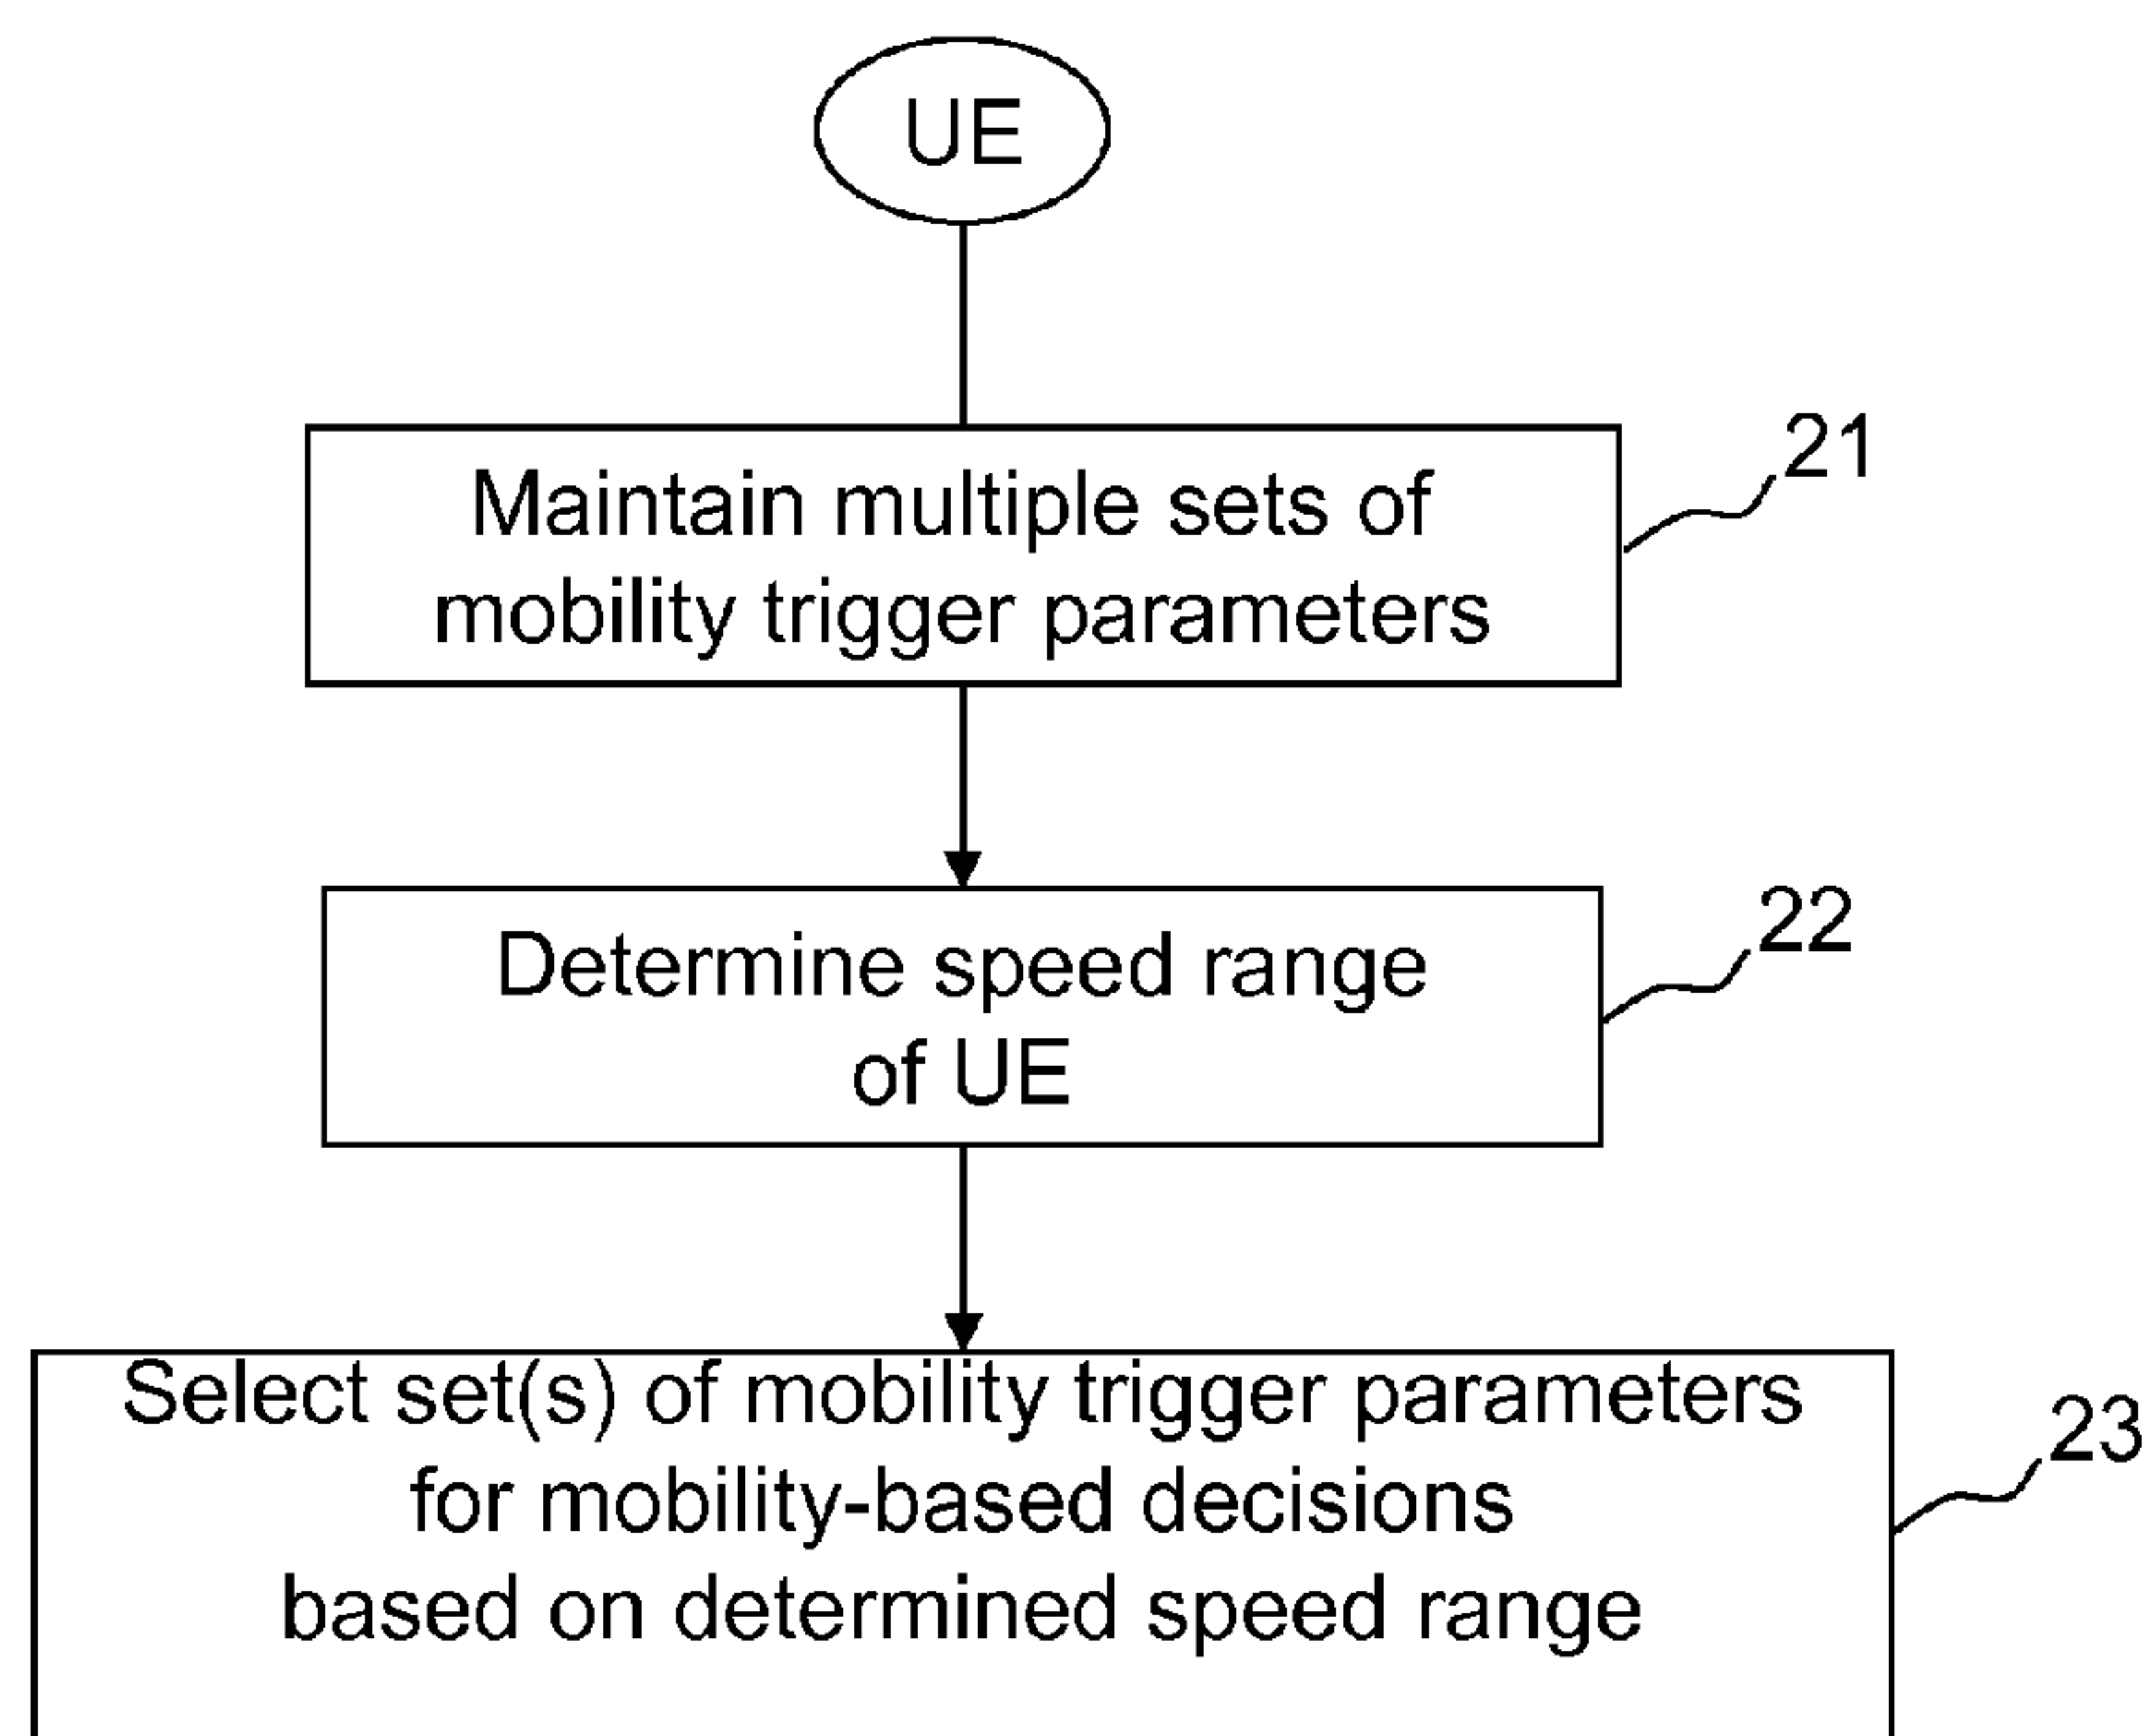 UE
21
Maintain multiple sets of
mobility trigger parameters
22
Determine speed range
of UE
Select set(s) of mobility trigger parameters
23
for mobility-based decisions
based on determined speed range